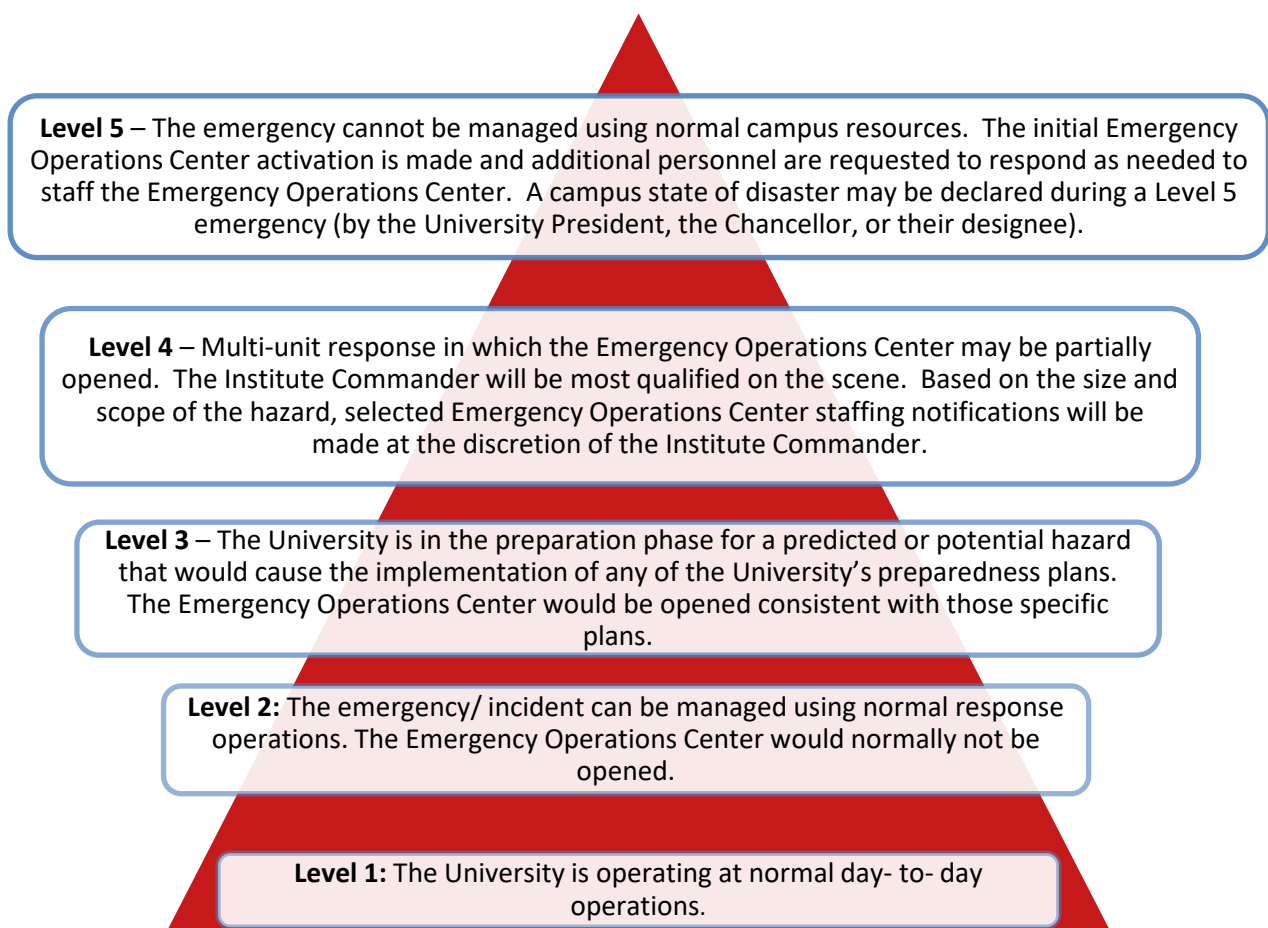 Level 5 – The emergency cannot be managed using normal campus resources. The initial Emergency
Operations Center activation is made and additional personnel are requested to respond as needed to
staff the Emergency Operations Center. A campus state of disaster may be declared during a Level 5
emergency (by the University President, the Chancellor, or their designee).
Level 4 – Multi-unit response in which the Emergency Operations Center may be partially
opened. The Institute Commander will be most qualified on the scene. Based on the size and
scope of the hazard, selected Emergency Operations Center staffing notifications will be
made at the discretion of the Institute Commander.
Level 3 – The University is in the preparation phase for a predicted or potential hazard
that would cause the implementation of any of the University’s preparedness plans.
The Emergency Operations Center would be opened consistent with those specific
plans.
Level 2: The emergency/ incident can be managed using normal response
operations. The Emergency Operations Center would normally not be
opened.
Level 1: The University is operating at normal day- to- day
operations.